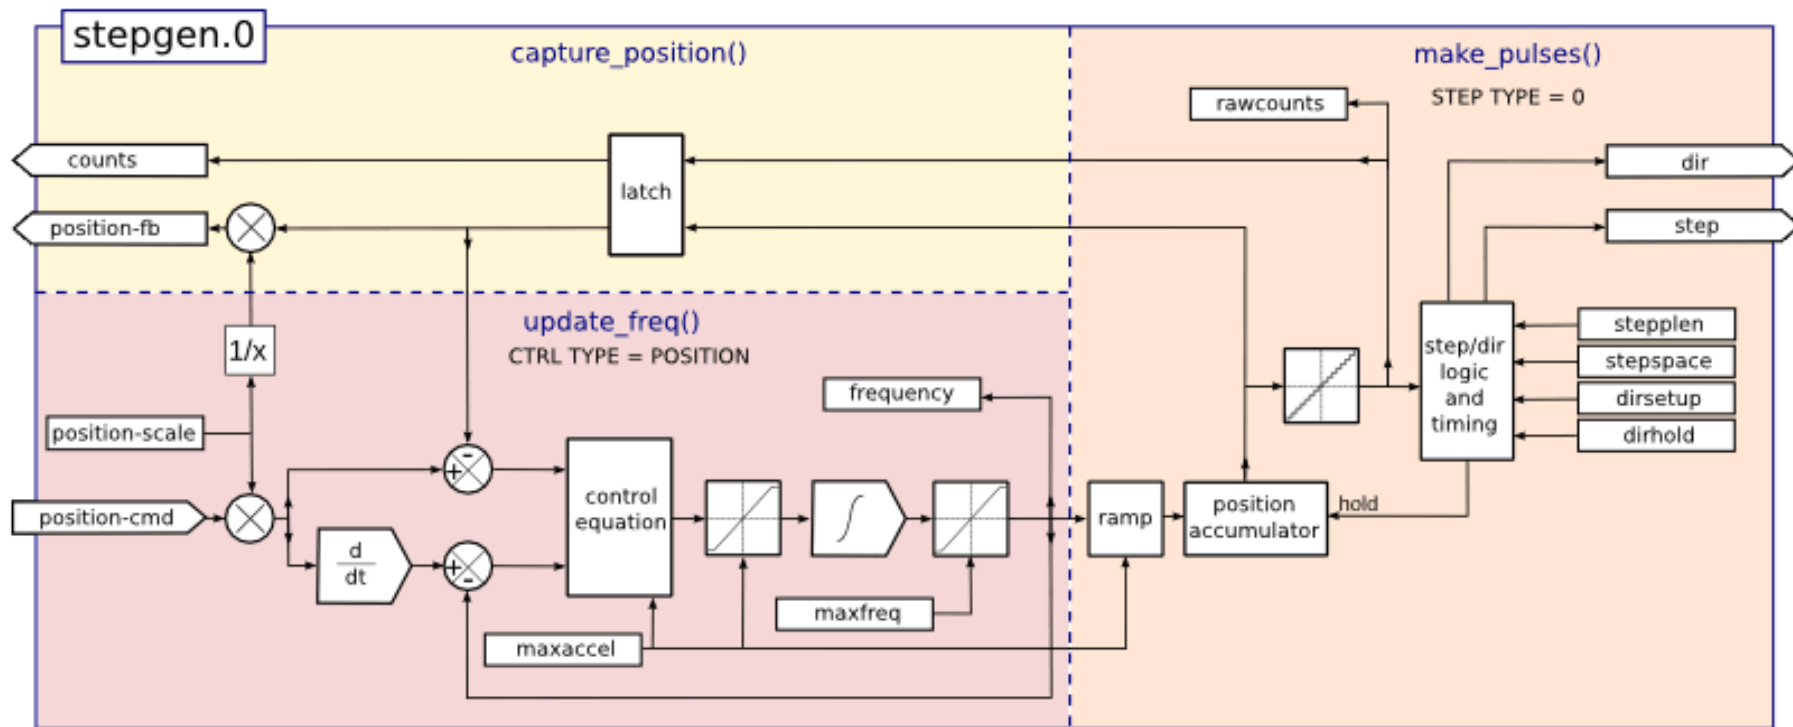 stepgen.0
capture_position()
make_pulses()
STEP TYPE = 0
rawcounts
counts
latch
dir
position-fb
step
update_freq()
CTRL TYPE = POSITION
1/x
stepplen
step/dir
logic
and
timing
stepspace
dirsetup
dirhold
frequency
position-scale
-
+
control
equation
position-cmd
ramp
position
accumulator
hold
d
dt
∫
+
-
maxfreq
maxaccel